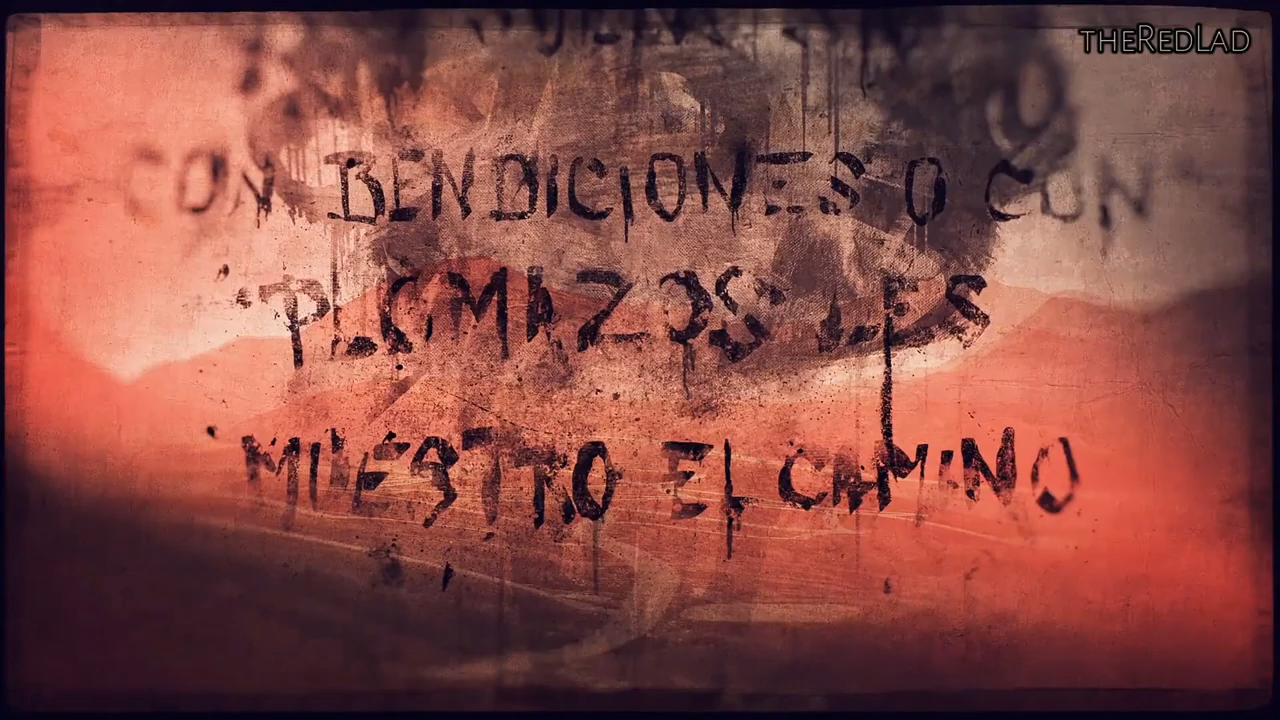 THEREDLAD
CON BENDICIONES O CON
PLOMAZOS LES
MUESTRO EL CAMINO